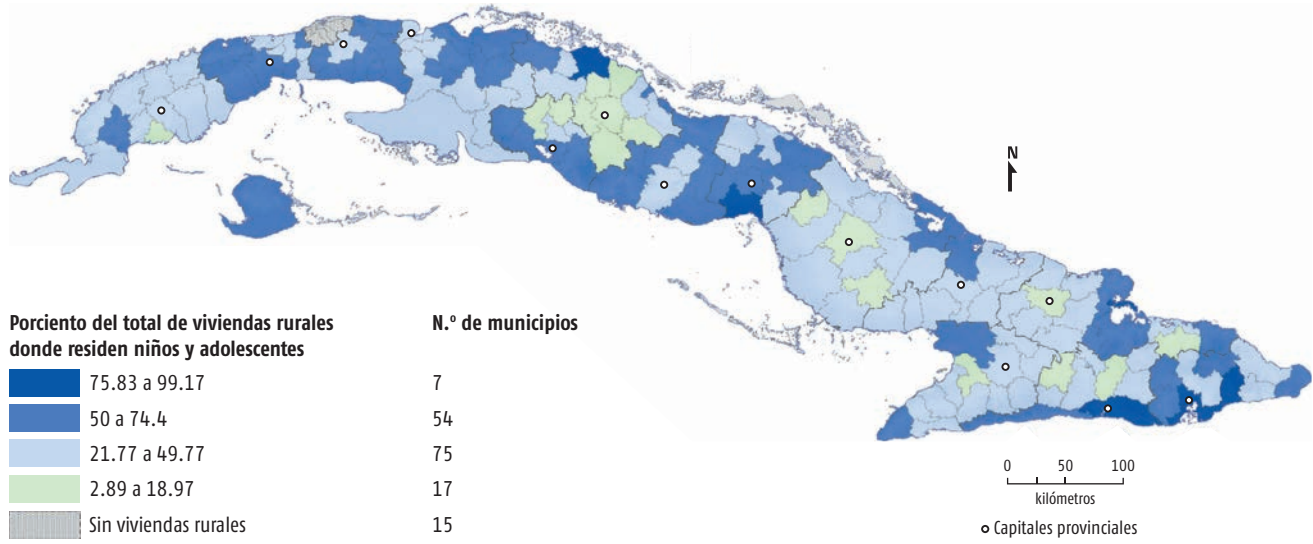 N
Porciento del total de viviendas rurales N.º de municipios
donde residen niños y adolescentes
75.83 a 99.17 7
50 a 74.4 54
21.77 a 49.77 75
2.89 a 18.97 17
Sin viviendas rurales 15
0 50 100
kilómetros
Capitales provinciales